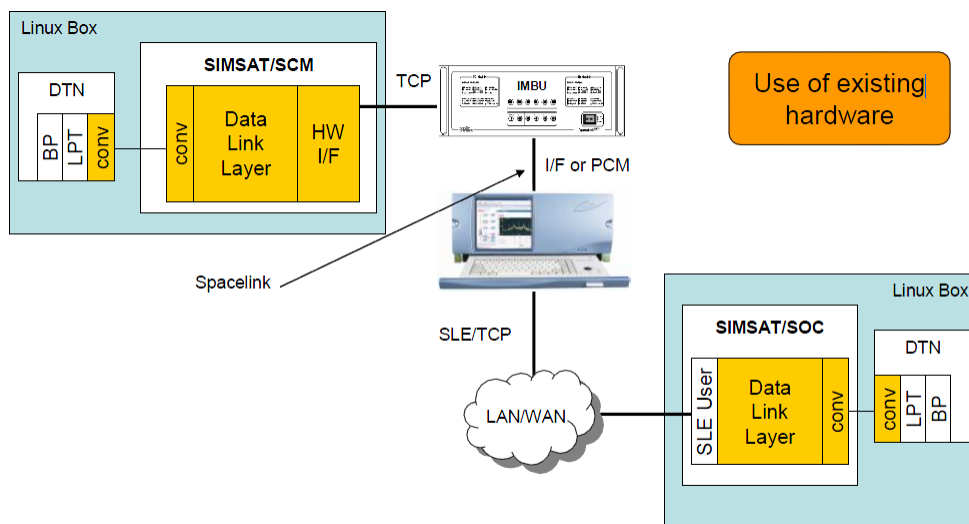 Linux Box
SIMSAT/SCM
DTN
BP
LPT
conv
conv
Data
Link
Layer
HW
I/F
TCP
IMBU
Use of existing
hardware
I/F or PCM
Spacelink
SLE/TCP
LAN/WAN
Linux Box
SIMSAT/SOC
SLE User
Data
Link
Layer
conv
DTN
conv
LPT
BP